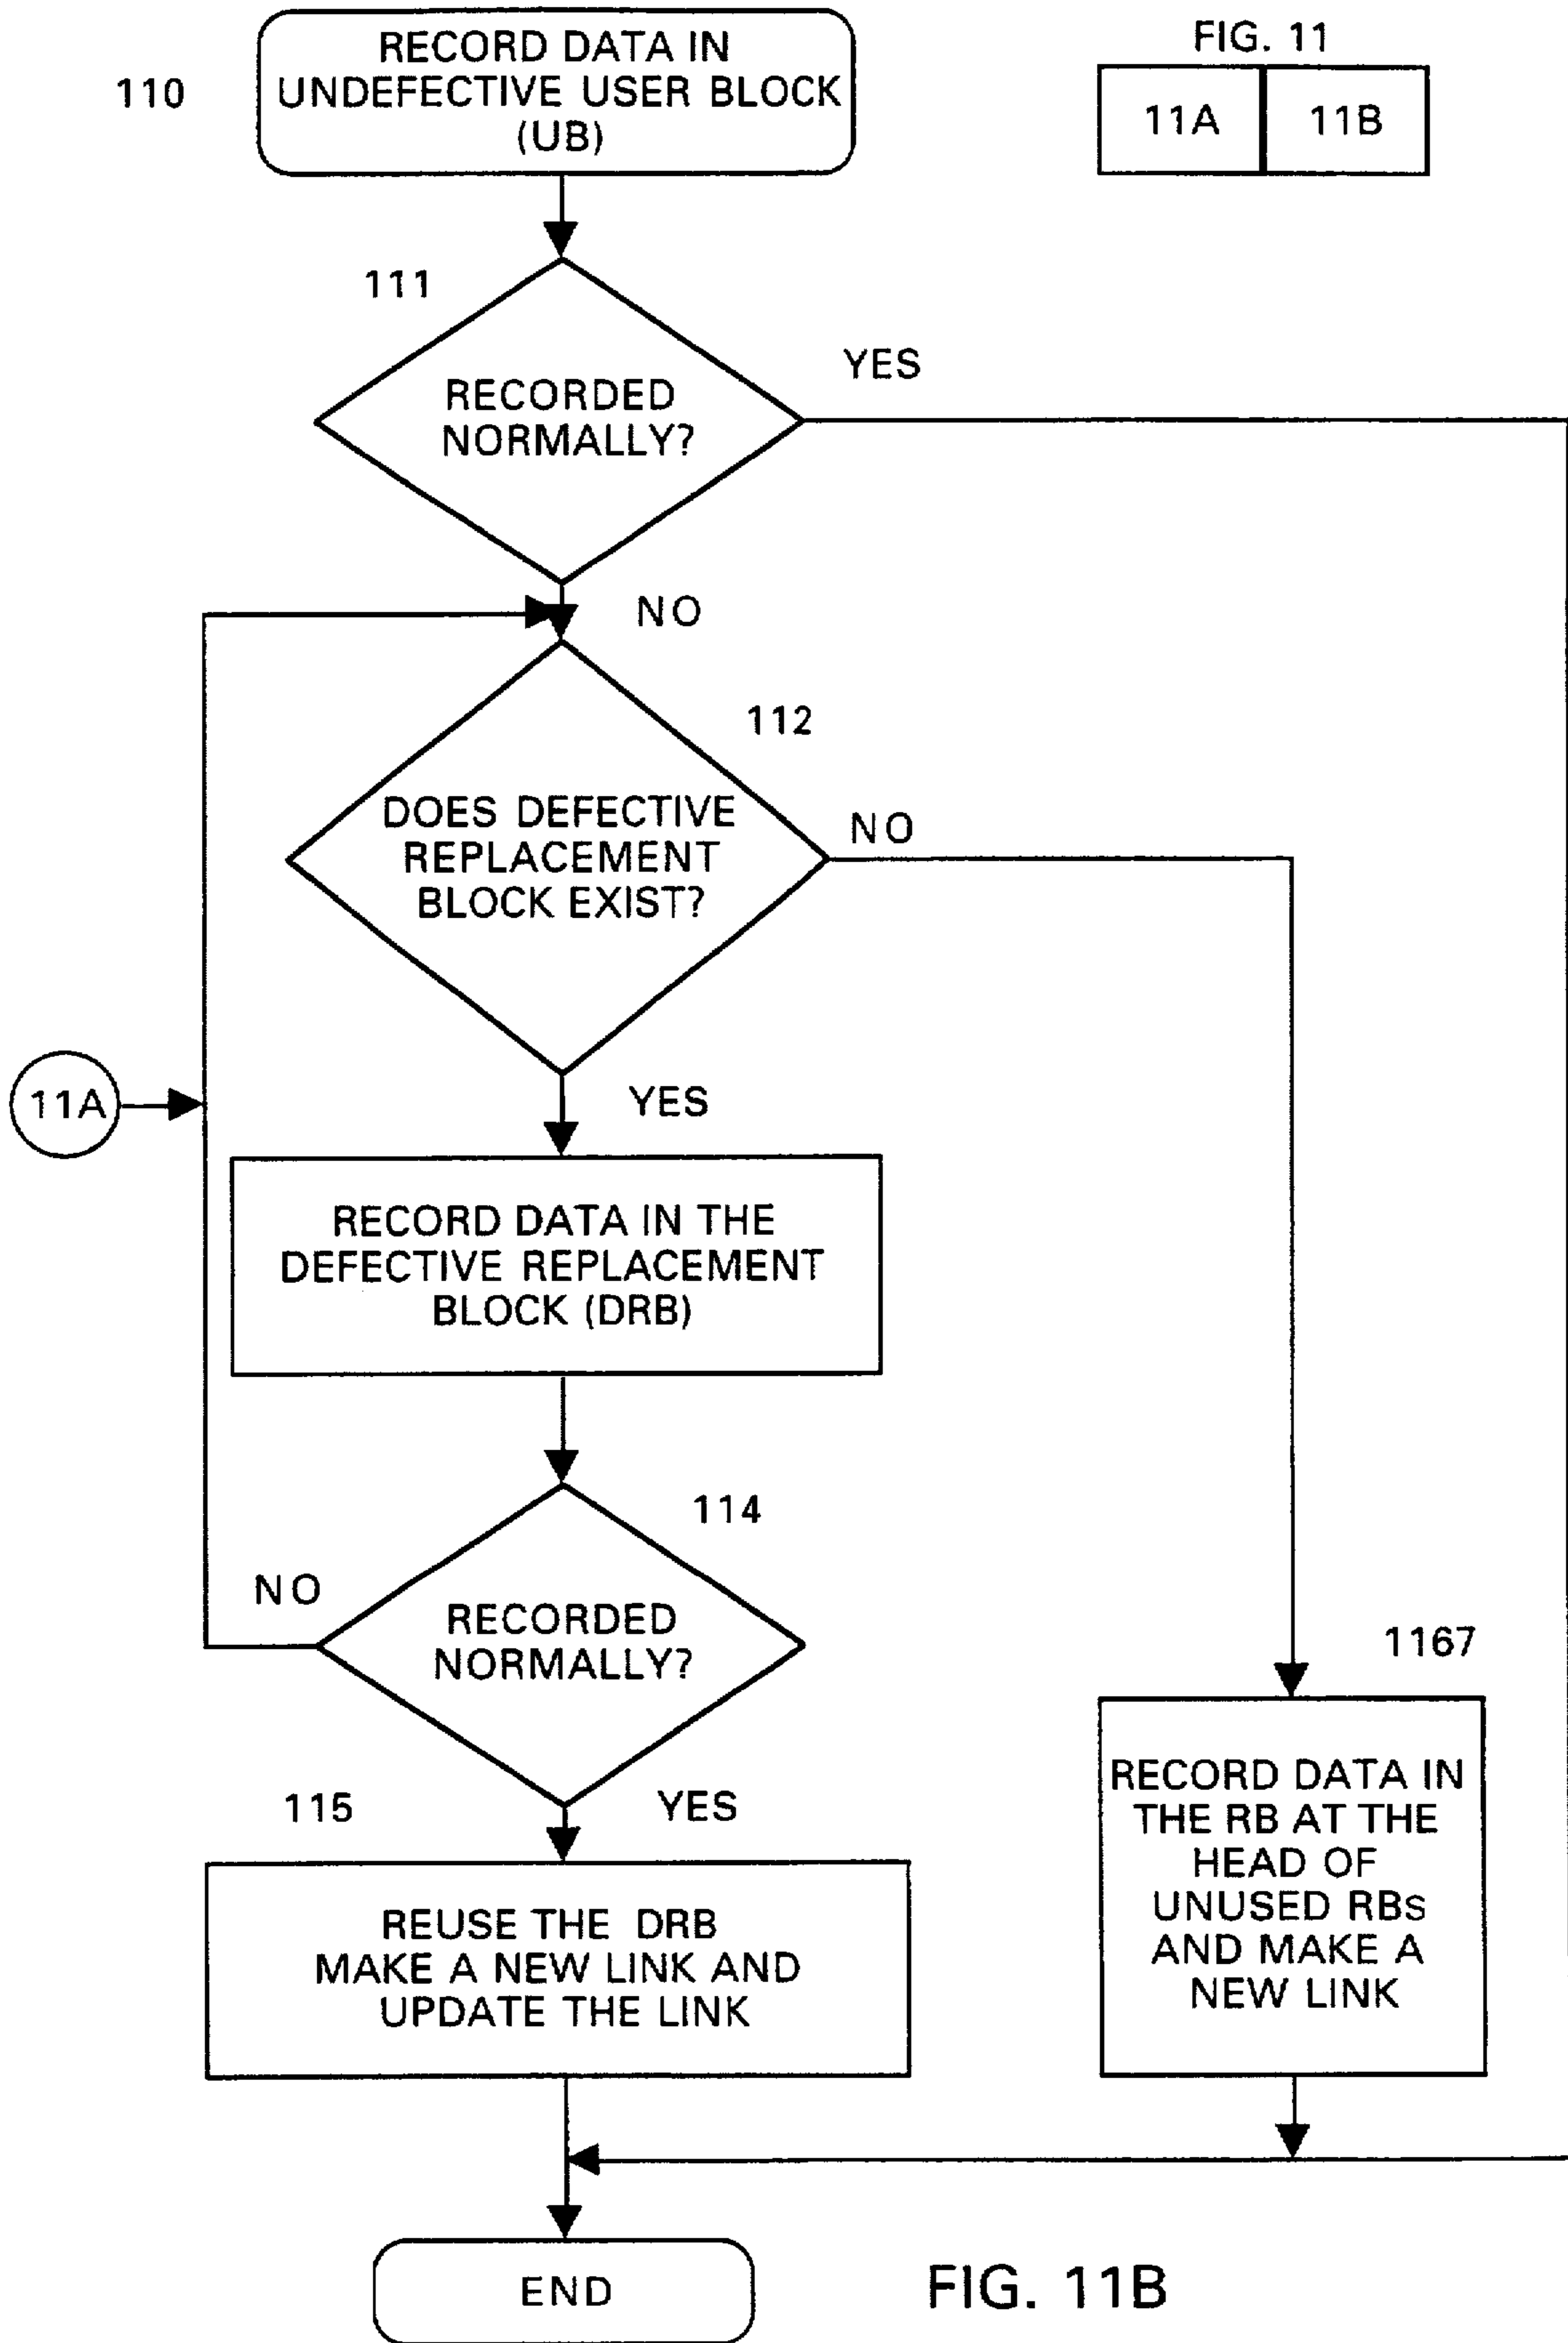 RECORD DATA IN
UNDEFECTIVE USER BLOCK
(UB)
110
FIG. 11
11A
11B
111
RECORDED
NORMALLY?
YES
NO
112
DOES DEFECTIVE
REPLACEMENT
BLOCK EXIST?
NO
11A
YES
RECORD DATA IN THE
DEFECTIVE REPLACEMENT
BLOCK (DRB)
114
NO
RECORDED
NORMALLY?
1167
115
YES
REUSE THE DRB
MAKE A NEW LINK AND
UPDATE THE LINK
RECORD DATA IN
THE RB AT THE
HEAD OF
UNUSED RBs
AND MAKE A
NEW LINK
END
FIG. 11B